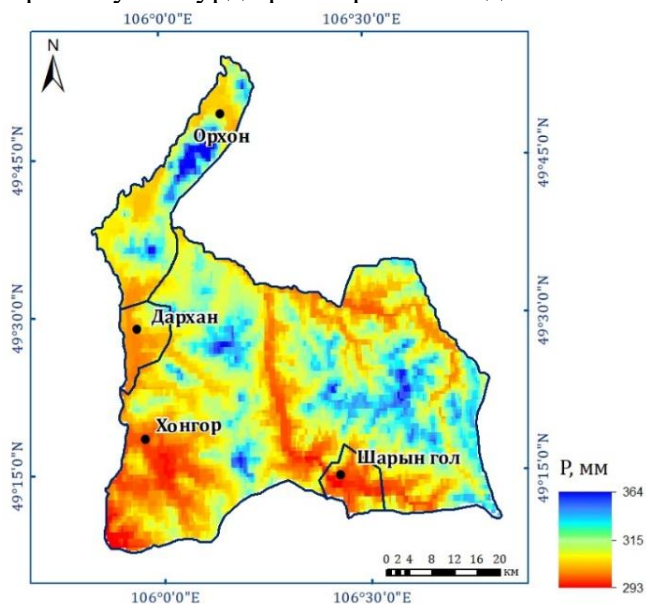 106°0'0"E 106°30'0"E
N
Орхон
49°45'0"N 49°45'0"N
49°30'0"N 49°30'0"N
Дархан
Хонгор
Шарын гол
49°15'0"N 49°15'0"N
P, мм
364
315
293
0 2 4 8 12 16 20
км
106°0'0"E 106°30'0"E